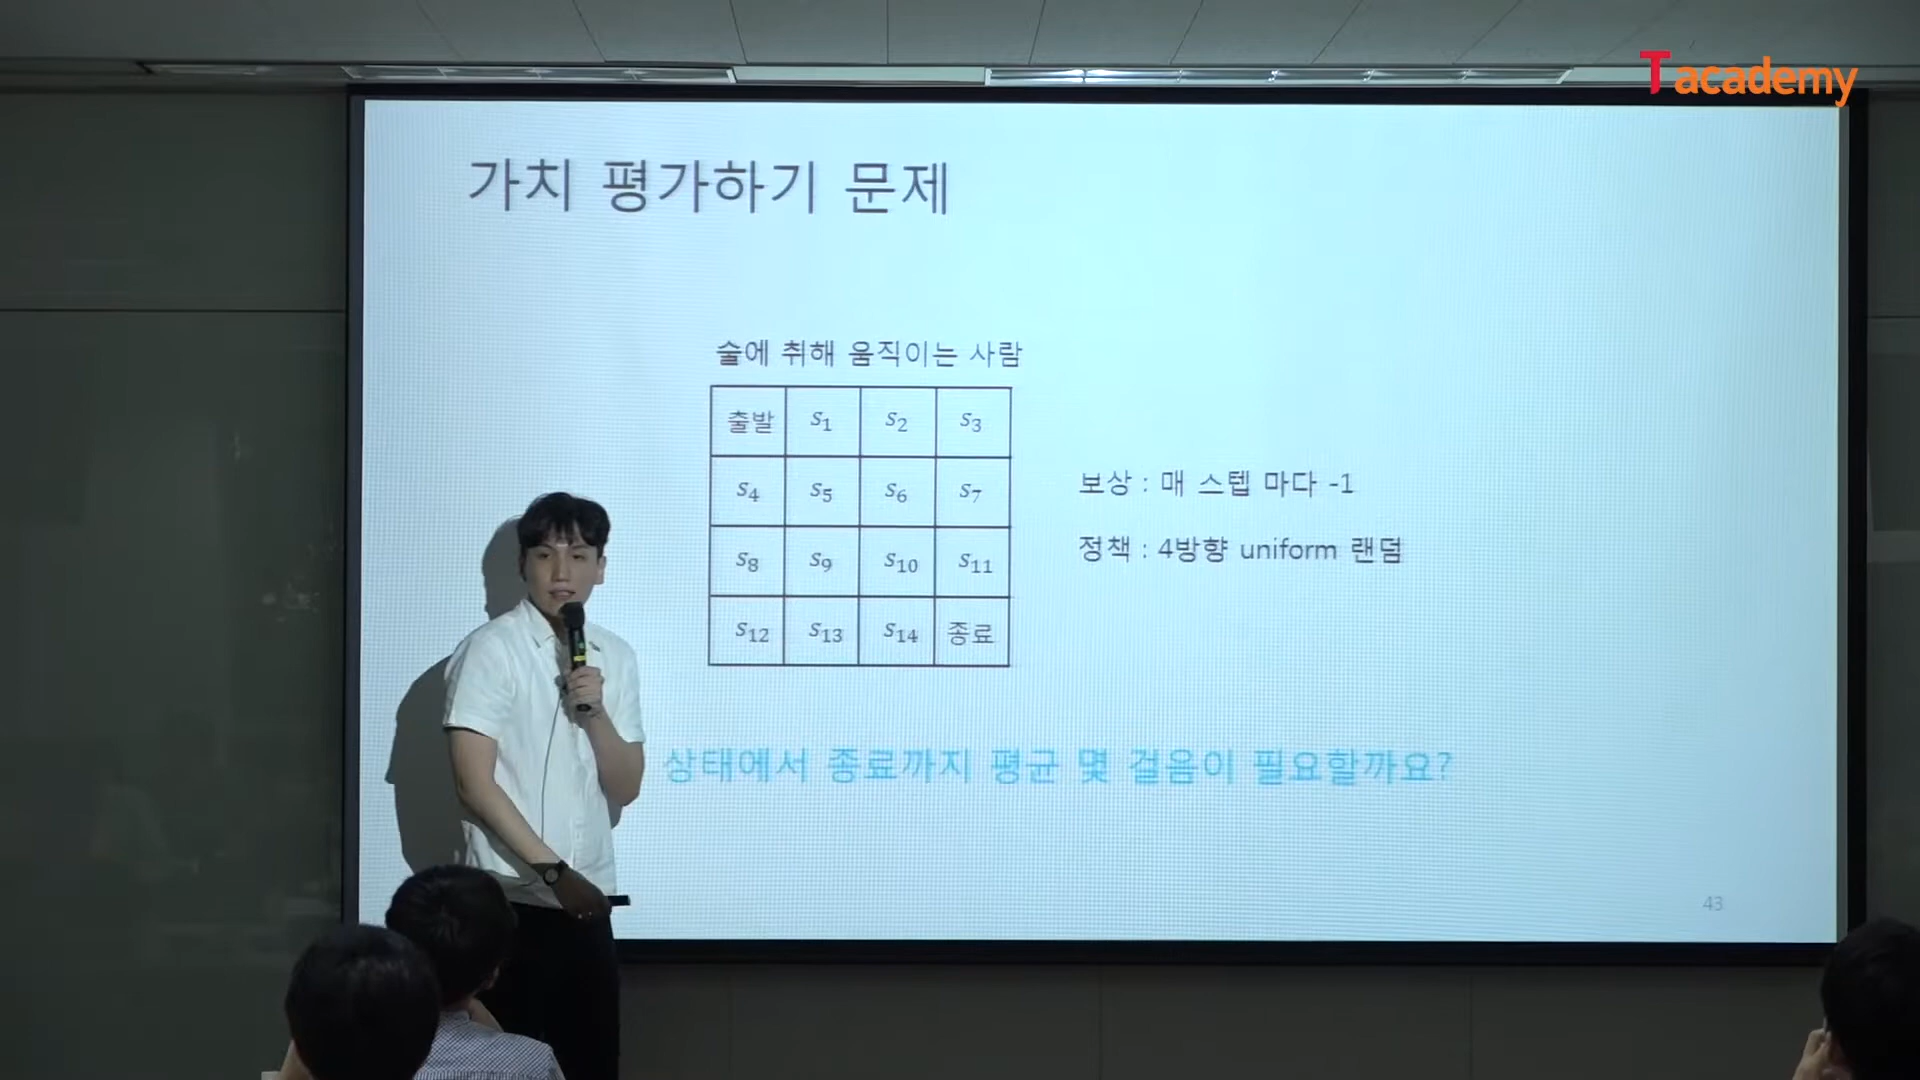 Tacademy
가치 평가하기 문제
술에 취해 움직이는 사람
출발 s1 s2 s3
s4 s5 s6 s7
s8 s9 s10 s11
s12 s13 s14 종료
보상 : 매 스텝 마다 -1
정책 : 4방향 uniform 랜덤
상태에서 종료까지 평균 몇 걸음이 필요할까요?
43